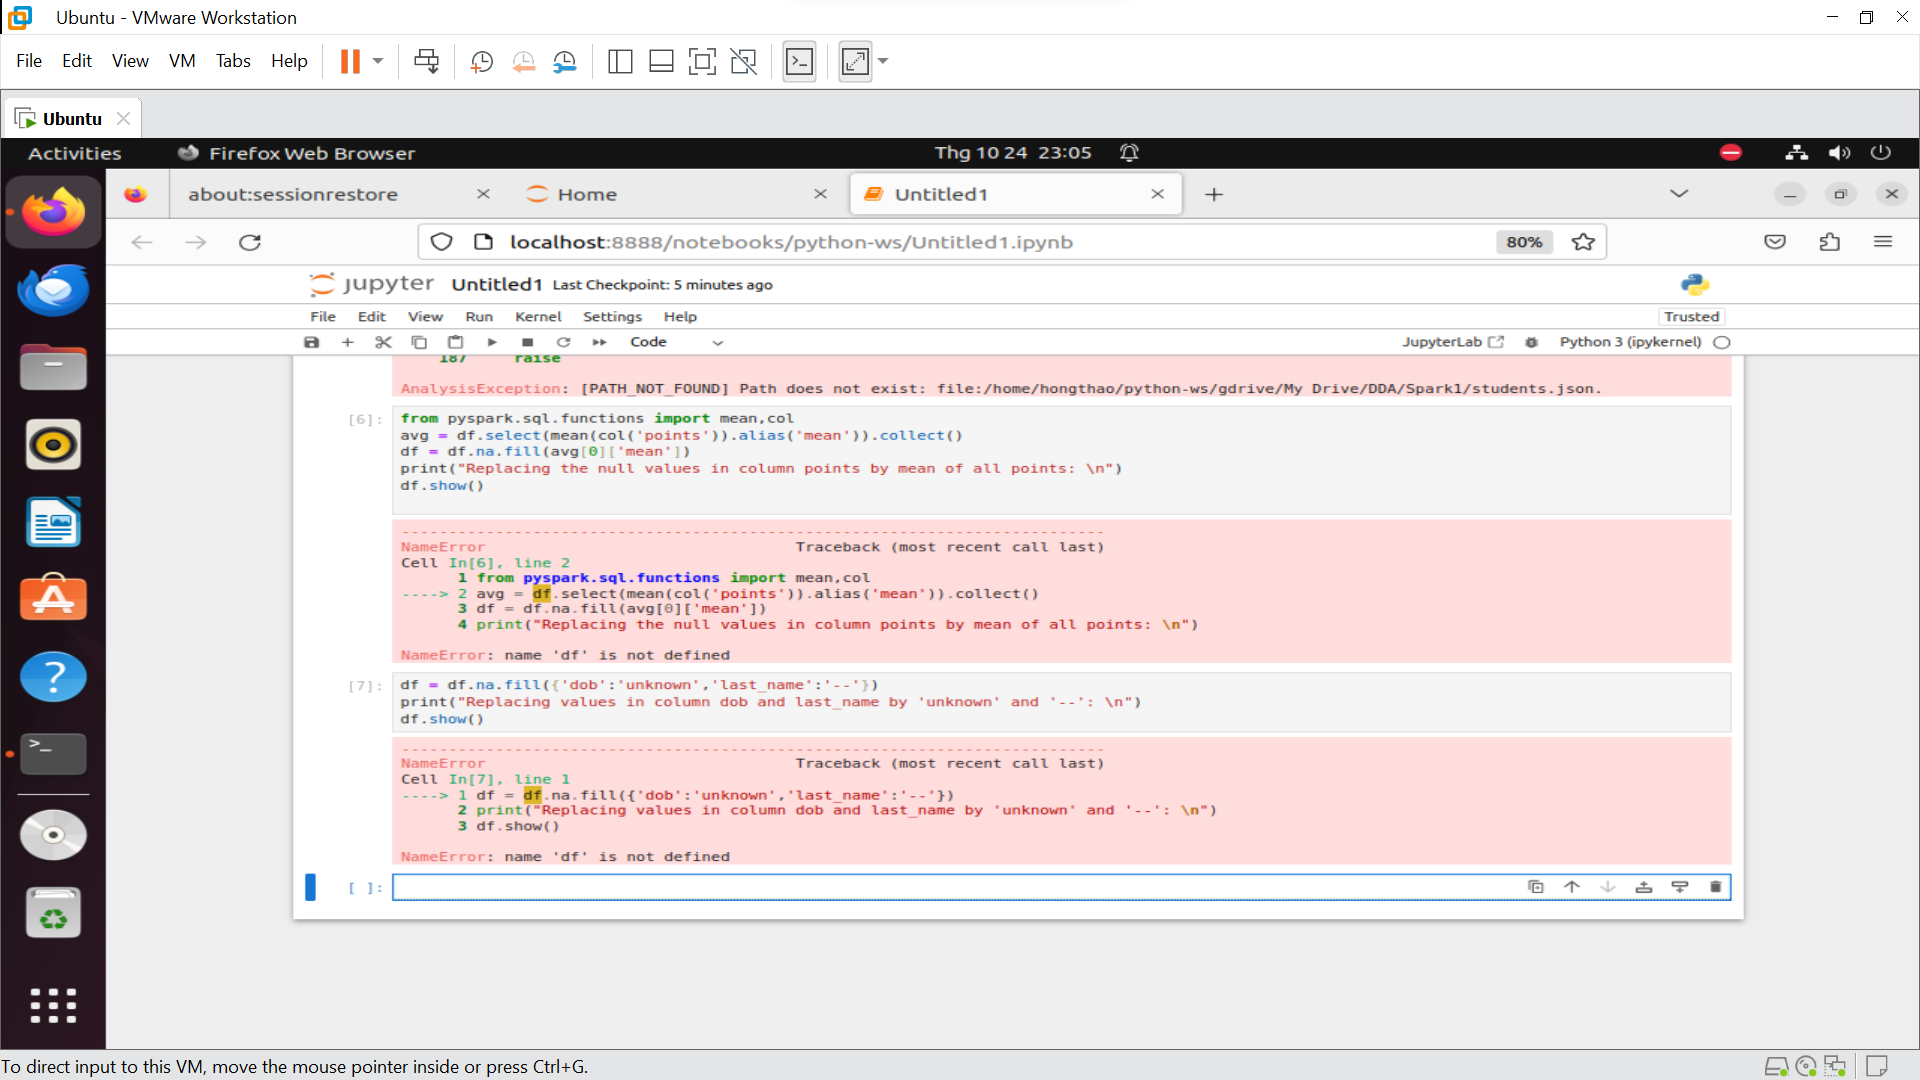 Ubuntu - VMware Workstation
File Edit View VM Tabs Help
Ubuntu
Activities Firefox Web Browser Thg 10 24 23:05
about:sessionrestore Home Untitled1
localhost:8888/notebooks/python-ws/Untitled1.ipynb 80%
jupyter Untitled1 Last Checkpoint: 5 minutes ago
File Edit View Run Kernel Settings Help Trusted
Code JupyterLab Python 3 (ipykernel)
187 raise
AnalysisException: [PATH_NOT_FOUND] Path does not exist: file:/home/hongthao/python-ws/gdrive/My Drive/DDA/Spark1/students.json.
[6]: from pyspark.sql.functions import mean,col
avg = df.select(mean(col('points')).alias('mean')).collect()
df = df.na.fill(avg[0]['mean'])
print("Replacing the null values in column points by mean of all points: \n")
df.show()
---------------------------------------------------------------------------
NameError Traceback (most recent call last)
Cell In[6], line 2
1 from pyspark.sql.functions import mean,col
----> 2 avg = df.select(mean(col('points')).alias('mean')).collect()
3 df = df.na.fill(avg[0]['mean'])
4 print("Replacing the null values in column points by mean of all points: \n")
NameError: name 'df' is not defined
[7]: df = df.na.fill({'dob':'unknown','last_name':'--'})
print("Replacing values in column dob and last_name by 'unknown' and '--': \n")
df.show()
---------------------------------------------------------------------------
NameError Traceback (most recent call last)
Cell In[7], line 1
----> 1 df = df.na.fill({'dob':'unknown','last_name':'--'})
2 print("Replacing values in column dob and last_name by 'unknown' and '--': \n")
3 df.show()
NameError: name 'df' is not defined
[ ]:
To direct input to this VM, move the mouse pointer inside or press Ctrl+G.